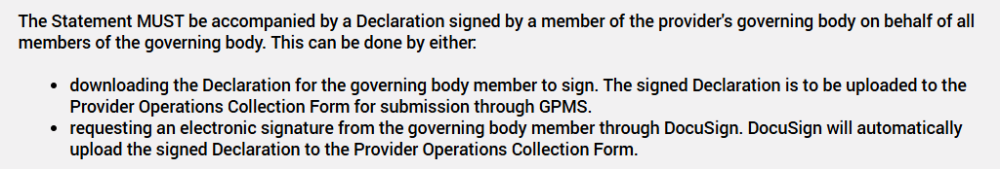 The Statement MUST be accompanied by a Declaration signed by a member of the provider's governing body on behalf of all
members of the governing body. This can be done by either:
• downloading the Declaration for the governing body member to sign. The signed Declaration is to be uploaded to the
Provider Operations Collection Form for submission through GPMS.
• requesting an electronic signature from the governing body member through DocuSign. DocuSign will automatically
upload the signed Declaration to the Provider Operations Collection Form.